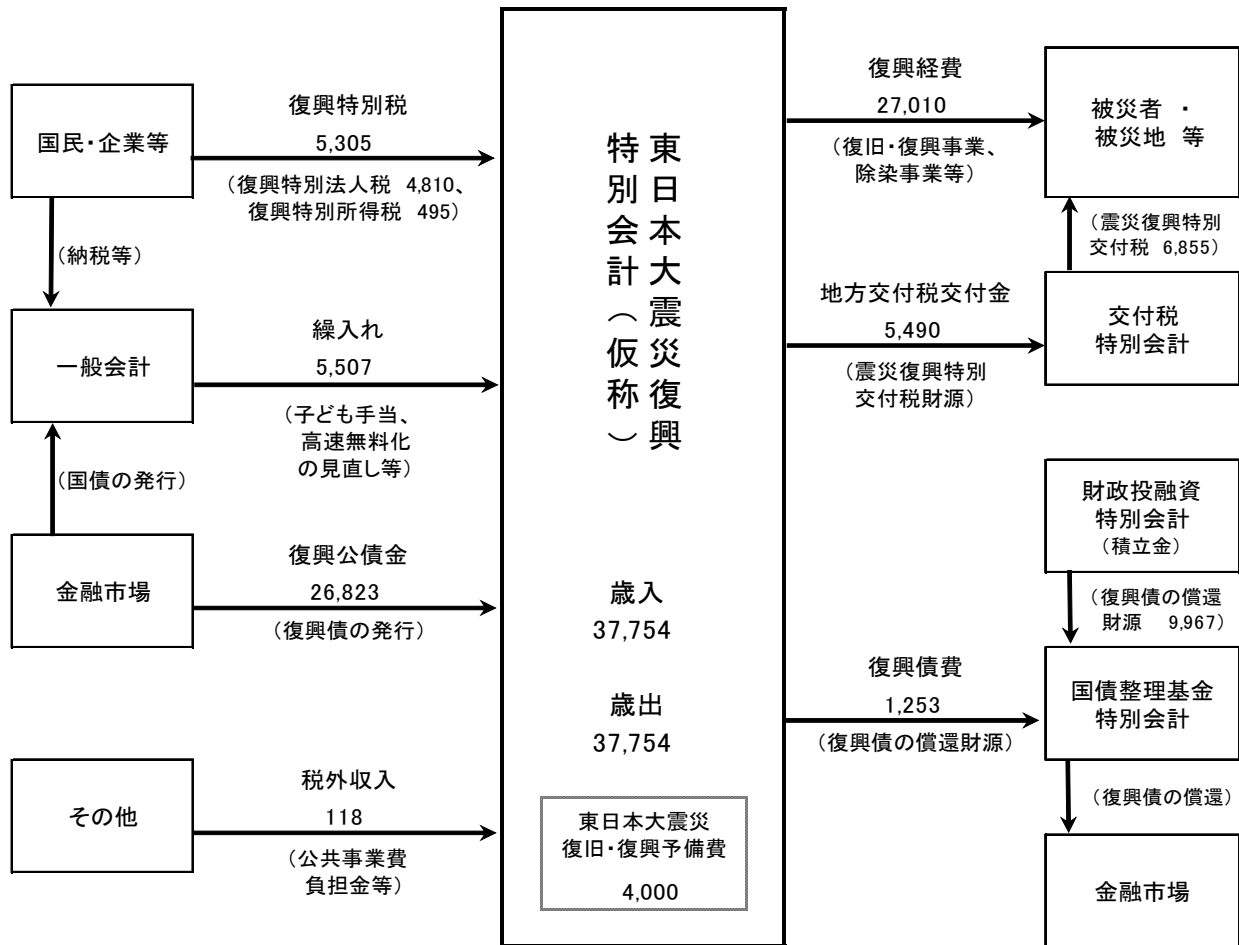 国民・企業等
(納税等)
一般会計
(国債の発行)
金融市場
その他
復興特別税
5,305
(復興特別法人税 4,810、
復興特別所得税 495)
繰入れ
5,507
(子ども手当、
高速無料化
の見直し等)
復興公債金
26,823
(復興債の発行)
税外収入
118
(公共事業費
負担金等)
東日本大震災復興
特別会計(仮称)
歳入
37,754
歳出
37,754
東日本大震災
復旧・復興予備費
4,000
復興経費
27,010
(復旧・復興事業、
除染事業等)
地方交付税交付金
5,490
(震災復興特別
交付税財源)
復興債費
1,253
(復興債の償還財源)
被災者 ・
被災地 等
(震災復興特別
交付税 6,855)
交付税
特別会計
財政投融資
特別会計
(積立金)
(復興債の償還
財源 9,967)
国債整理基金
特別会計
(復興債の償還)
金融市場